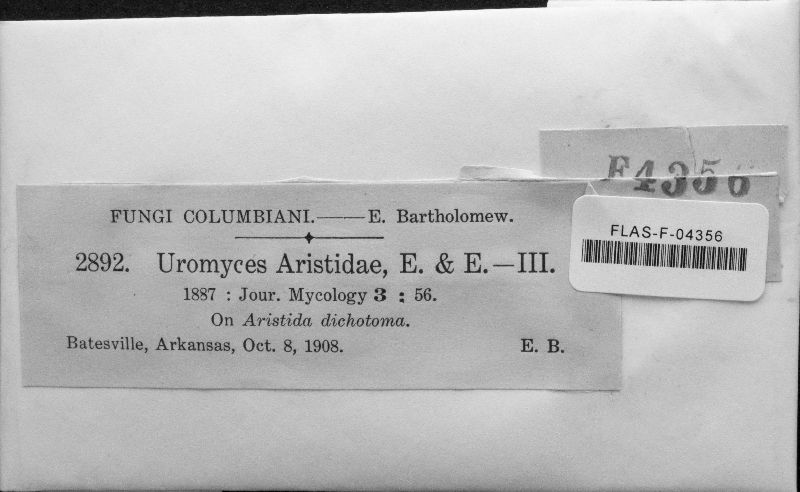 F4356
FUNGI COLUMBIANI.——E. Bartholomew.
FLAS-F-04356
2892. Uromyces Aristidae, E. & E.—III.
1887 : Jour. Mycology 3 : 56.
On Aristida dichotoma.
Batesville, Arkansas, Oct. 8, 1908. E. B.